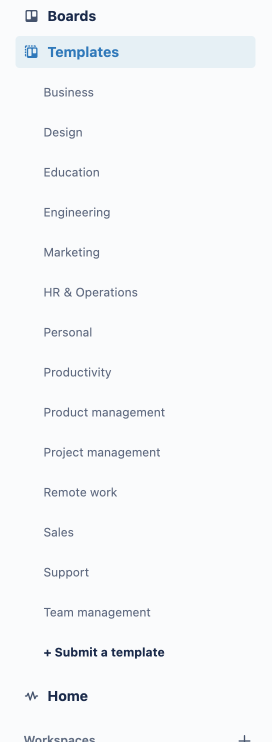 Boards
Templates
Business
Design
Education
Engineering
Marketing
HR & Operations
Personal
Productivity
Product management
Project management
Remote work
Sales
Support
Team management
+ Submit a template
Home
Workspaces